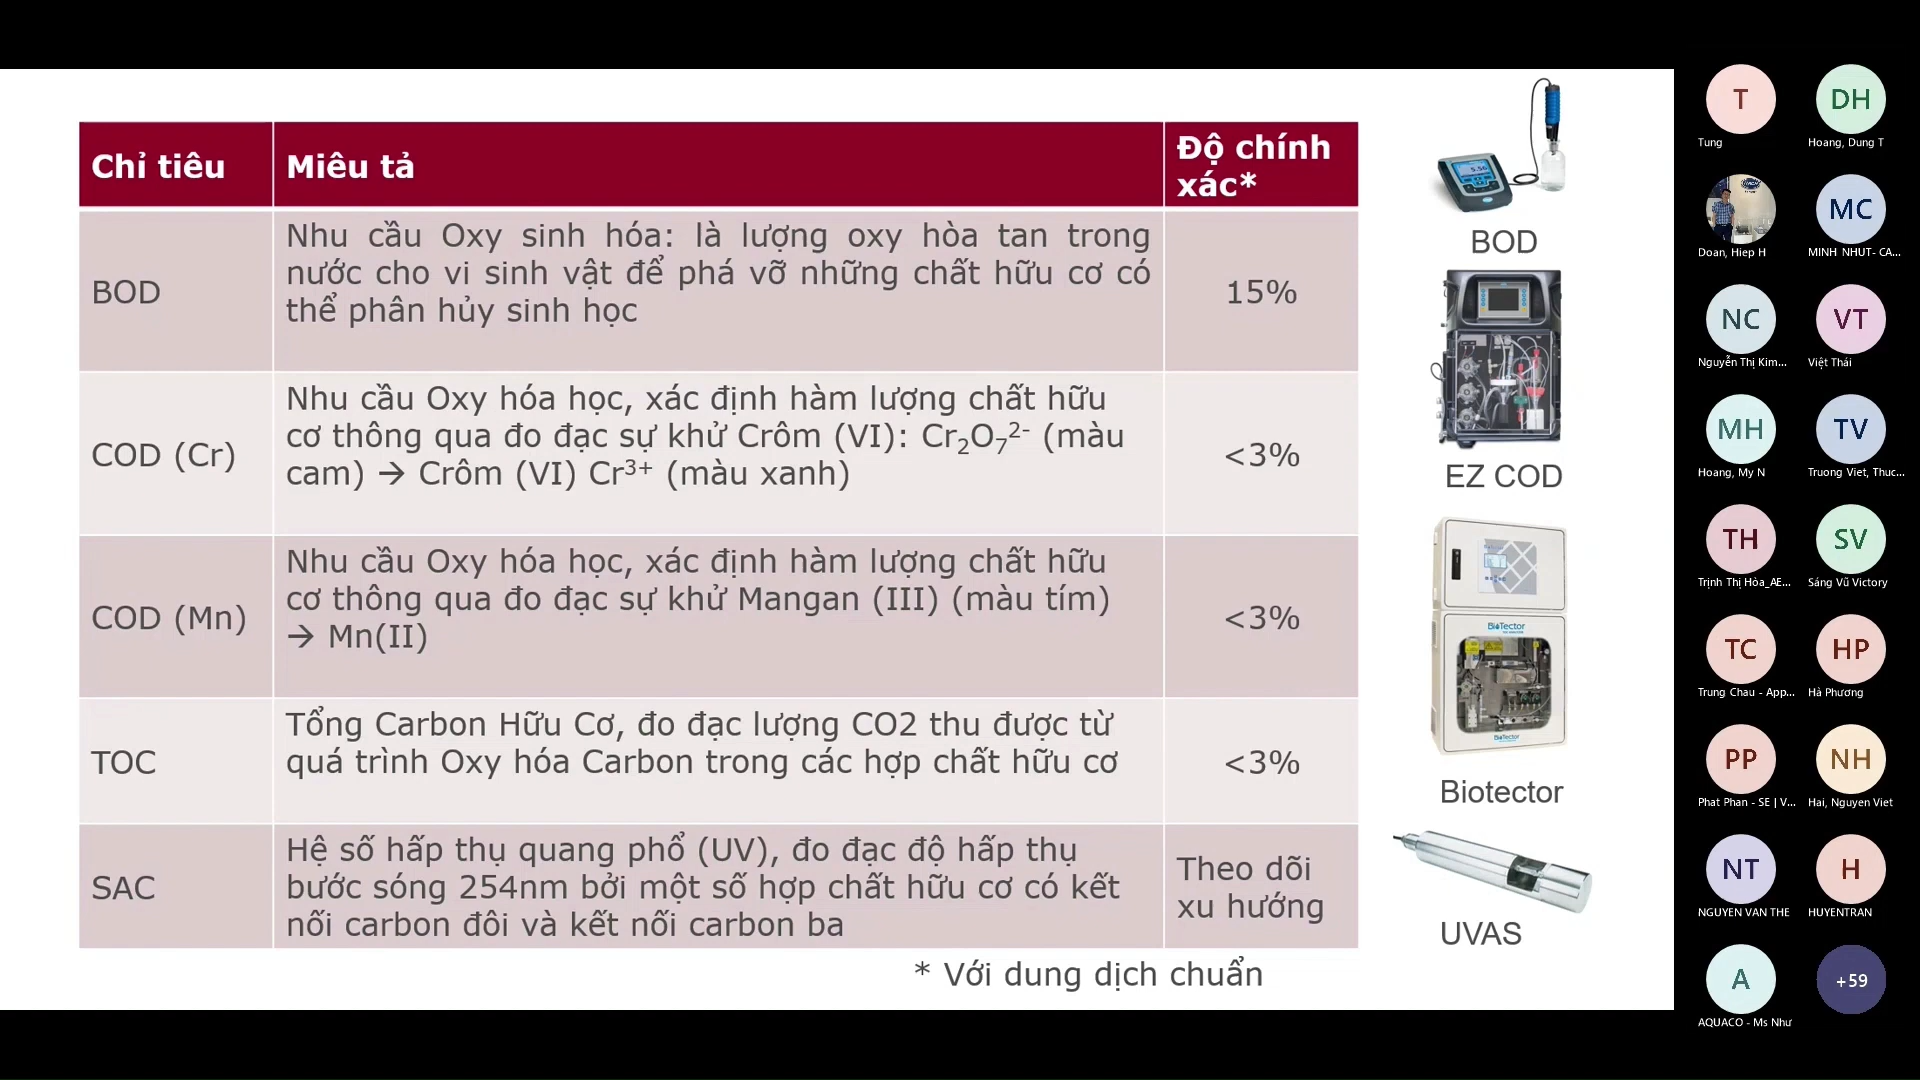 Chỉ tiêu
Miêu tả
Độ chính
xác*
BOD
Nhu cầu Oxy sinh hóa: là lượng oxy hòa tan trong
nước cho vi sinh vật để phá vỡ những chất hữu cơ có
thể phân hủy sinh học
15%
COD (Cr)
Nhu cầu Oxy hóa học, xác định hàm lượng chất hữu
cơ thông qua đo đạc sự khử Crôm (VI): Cr₂O₇²⁻ (màu
cam) → Crôm (VI) Cr³⁺ (màu xanh)
<3%
COD (Mn)
Nhu cầu Oxy hóa học, xác định hàm lượng chất hữu
cơ thông qua đo đạc sự khử Mangan (III) (màu tím)
→ Mn(II)
<3%
TOC
Tổng Carbon Hữu Cơ, đo đạc lượng CO2 thu được từ
quá trình Oxy hóa Carbon trong các hợp chất hữu cơ
<3%
SAC
Hệ số hấp thụ quang phổ (UV), đo đạc độ hấp thụ
bước sóng 254nm bởi một số hợp chất hữu cơ có kết
nối carbon đôi và kết nối carbon ba
Theo dõi
xu hướng
* Với dung dịch chuẩn
BOD
EZ COD
BioTector
BioTector
Biotector
UVAS
T
Tung
DH
Hoang, Dung T
Doan, Hiep H
MC
MINH NHUT- CA...
NC
Nguyễn Thị Kim...
VT
Việt Thái
MH
Hoang, My N
TV
Truong Viet, Thuc...
TH
Trịnh Thị Hòa_AE...
SV
Sáng Vũ Victory
TC
Trung Chau - App...
HP
Hà Phương
PP
Phat Phan - SE | V...
NH
Hai, Nguyen Viet
NT
NGUYEN VAN THE
H
HUYENTRAN
A
AQUACO - Ms Như
+59